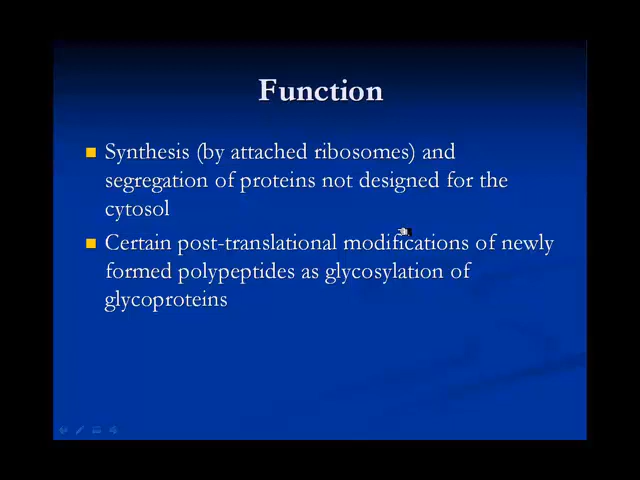 Function
Synthesis (by attached ribosomes) and
segregation of proteins not designed for the
cytosol
Certain post-translational modifications of newly
formed polypeptides as glycosylation of
glycoproteins